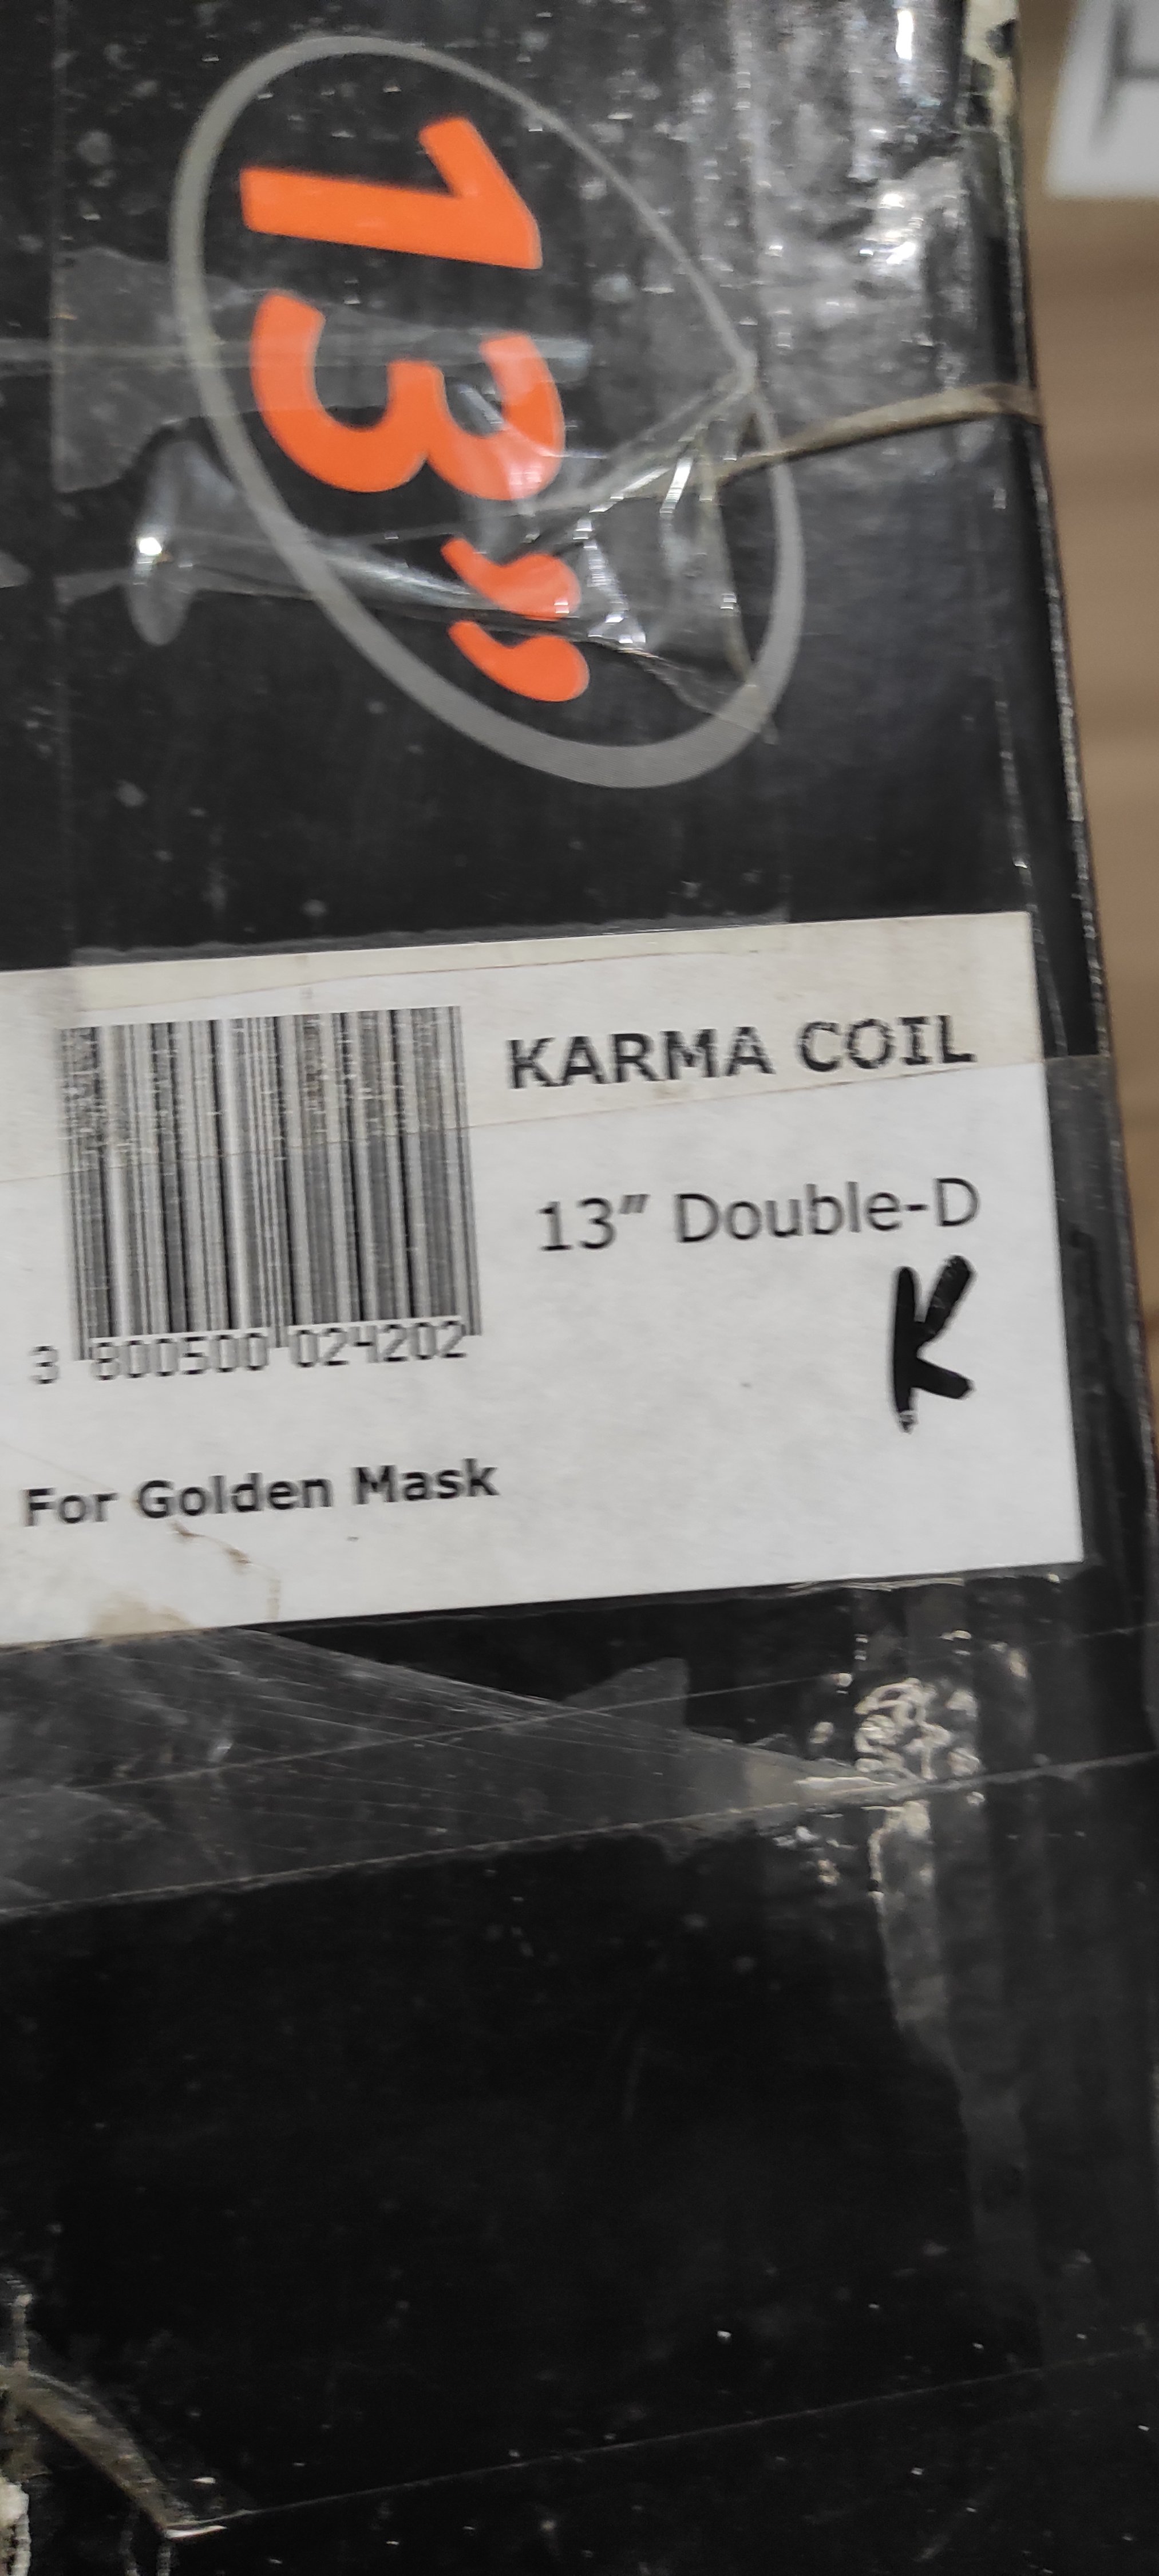 13”
KARMA COIL
13” Double-D
K
3 800500 024202
For Golden Mask